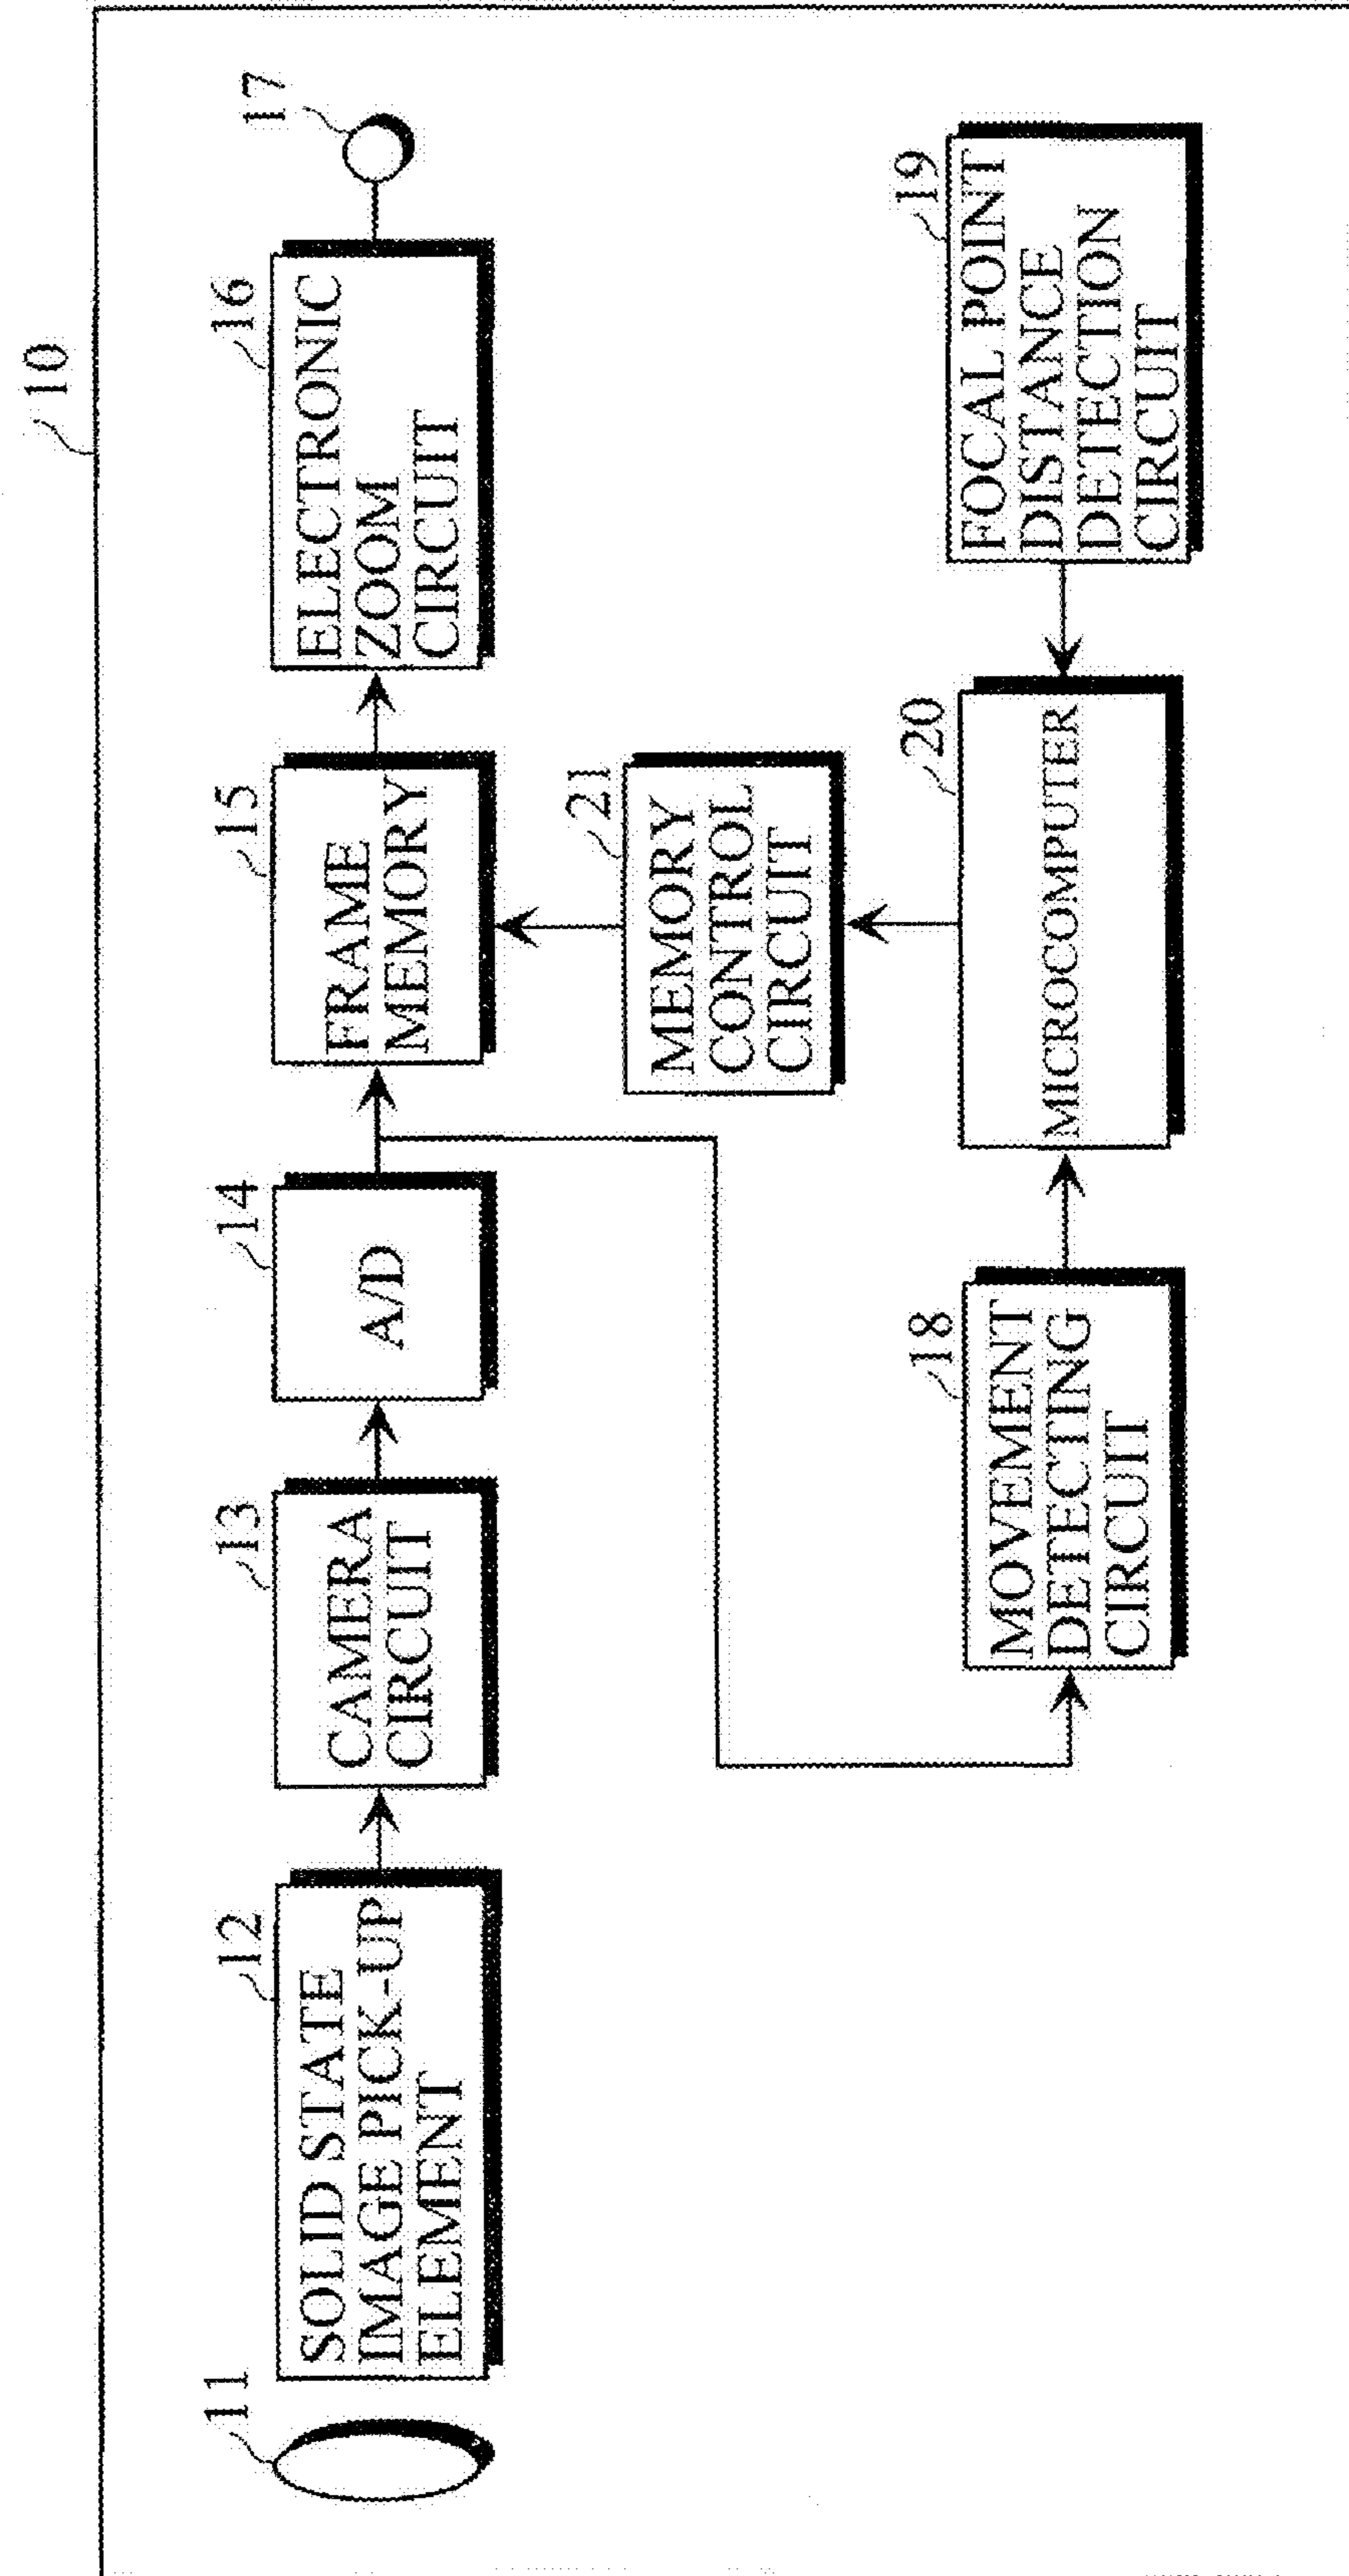 10
11
12
SOLID STATE
IMAGE PICK-UP
ELEMENT
13
CAMERA
CIRCUIT
14
A/D
15
FRAME
MEMORY
16
ELECTRONIC
ZOOM
CIRCUIT
17
21
MEMORY
CONTROL
CIRCUIT
18
MOVEMENT
DETECTING
CIRCUIT
20
MICROCOMPUTER
19
FOCAL POINT
DISTANCE
DETECTION
CIRCUIT